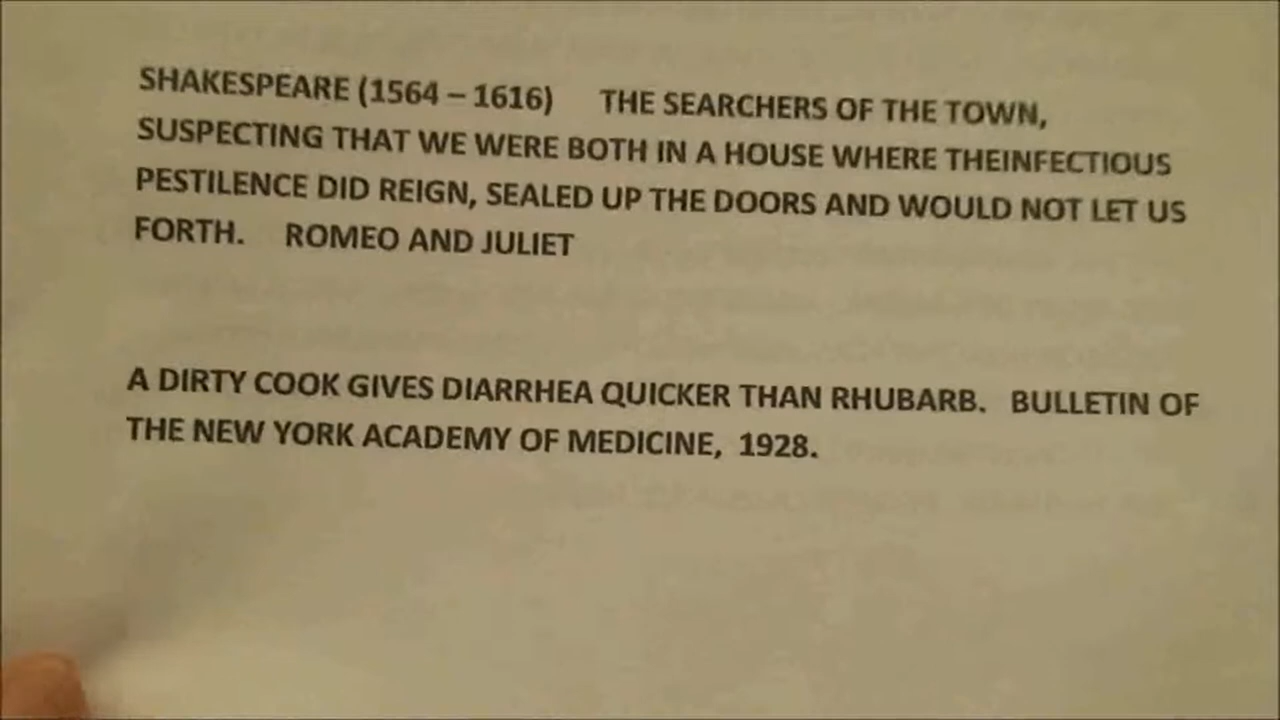 SHAKESPEARE (1564 – 1616) THE SEARCHERS OF THE TOWN,
SUSPECTING THAT WE WERE BOTH IN A HOUSE WHERE THEINFECTIOUS
PESTILENCE DID REIGN, SEALED UP THE DOORS AND WOULD NOT LET US
FORTH. ROMEO AND JULIET
A DIRTY COOK GIVES DIARRHEA QUICKER THAN RHUBARB. BULLETIN OF
THE NEW YORK ACADEMY OF MEDICINE, 1928.